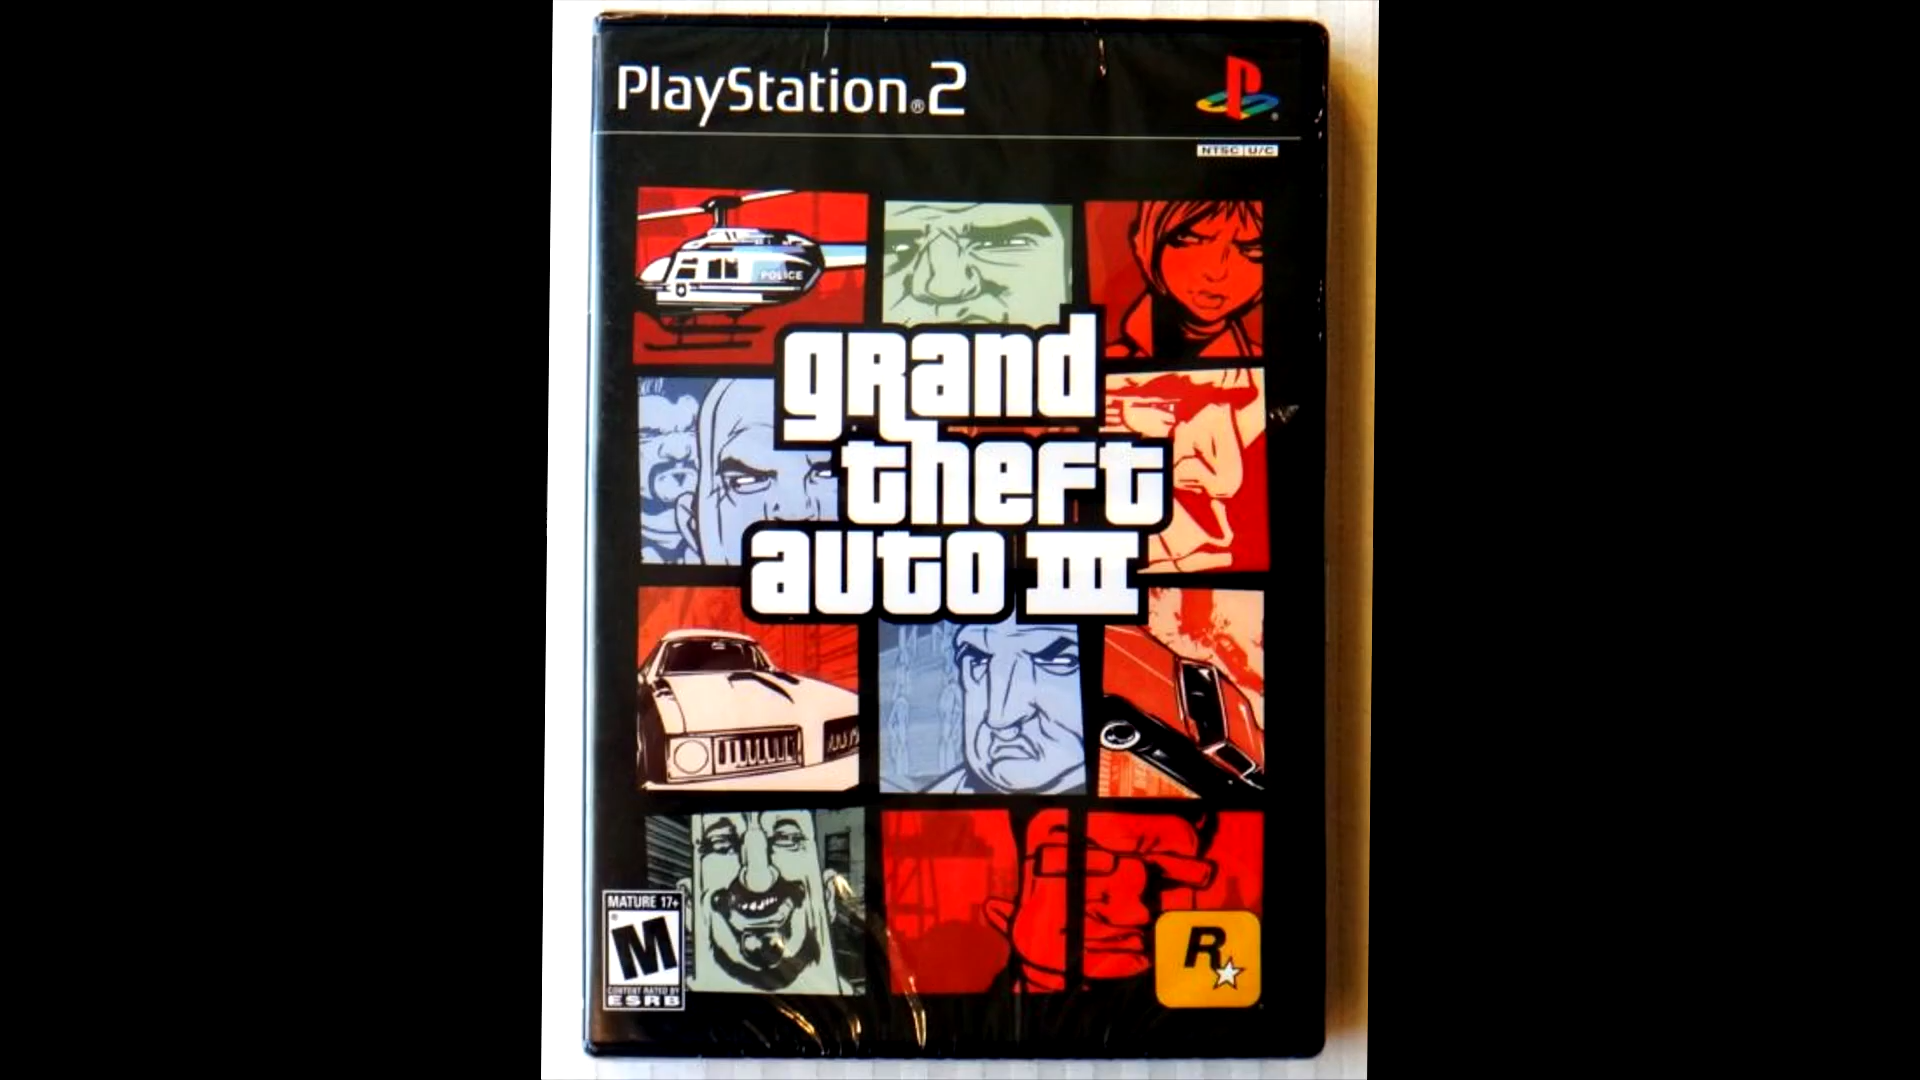 PlayStation®2
NTSC U/C
POLICE
grand
theft
auto III
MATURE 17+
M
CONTENT RATED BY
ESRB
R